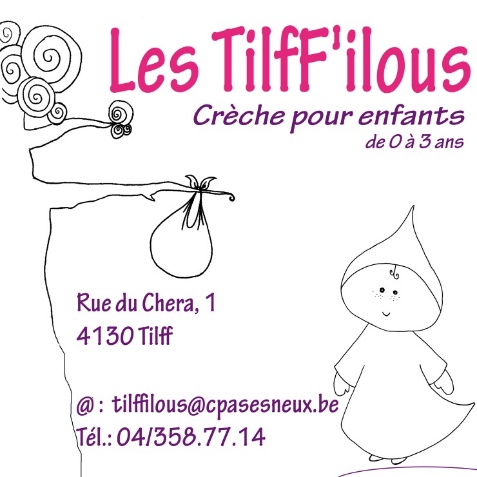 Les TilfF'ilous
Crèche pour enfants
de 0 à 3 ans
Rue du Chera, 1
4130 Tilff
@ : tilffilous@cpasesneux.be
Tél.: 04/358.77.14